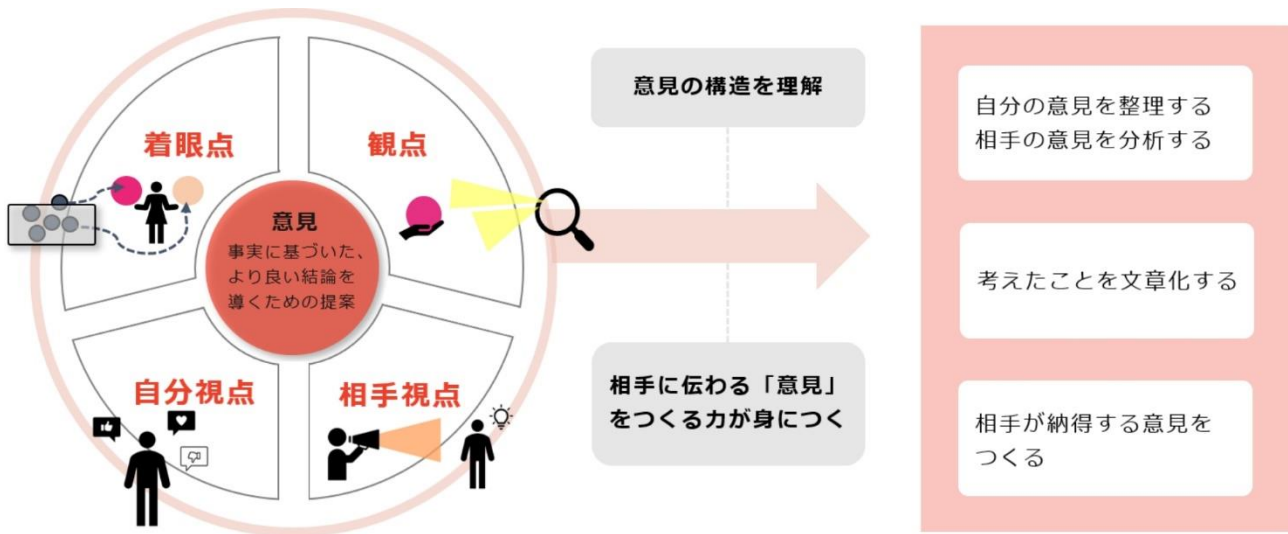 着眼点
観点
意見
事実に基づいた、
より良い結論を
導くための提案
自分視点
相手視点
意見の構造を理解
相手に伝わる「意見」
をつくる力が身につく
自分の意見を整理する
相手の意見を分析する
考えたことを文章化する
相手が納得する意見を
つくる